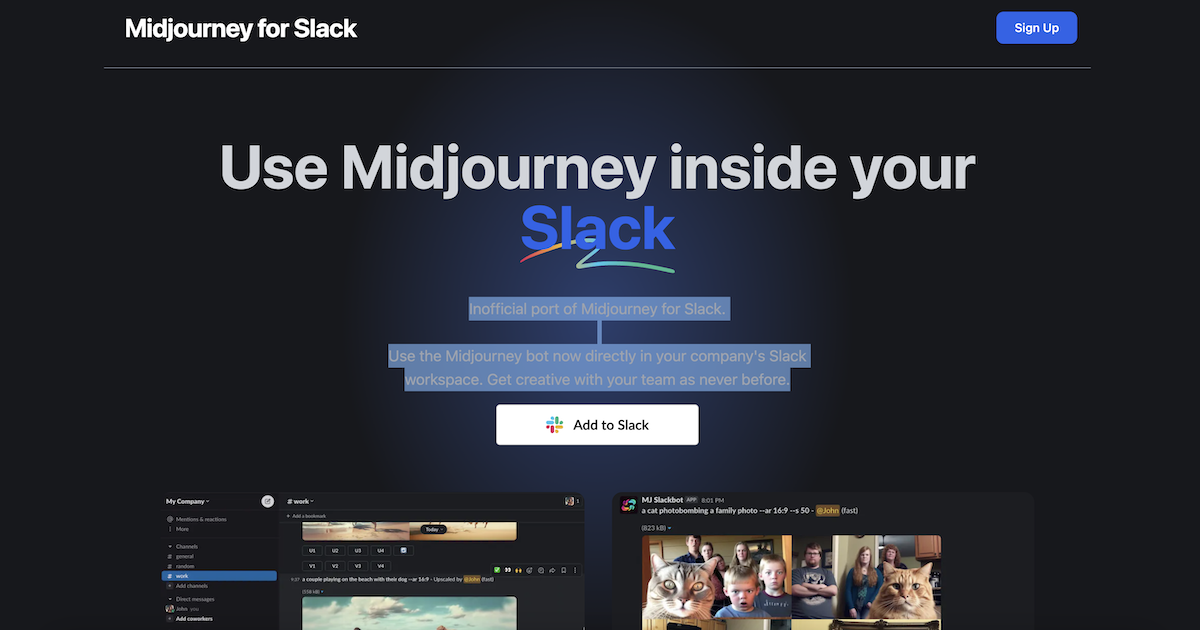 Midjourney for Slack
Sign Up
Use Midjourney inside your
Slack
Inofficial port of Midjourney for Slack.
Use the Midjourney bot now directly in your company's Slack
workspace. Get creative with your team as never before.
Add to Slack
My Company
Mentions & reactions
More
Channels
# general
# random
# work
+ Add channels
Direct messages
John you
+ Add coworkers
# work
1
+ Add a bookmark
Today
U1 U2 U3 U4
V1 V2 V3 V4
4:37 a couple playing on the beach with their dog --ar 16:9 - Upscaled by @John (fast)
(558 kB)
MJ Slackbot APP 8:01 PM
a cat photobombing a family photo --ar 16:9 --s 50 - @John (fast)
(823 kB)